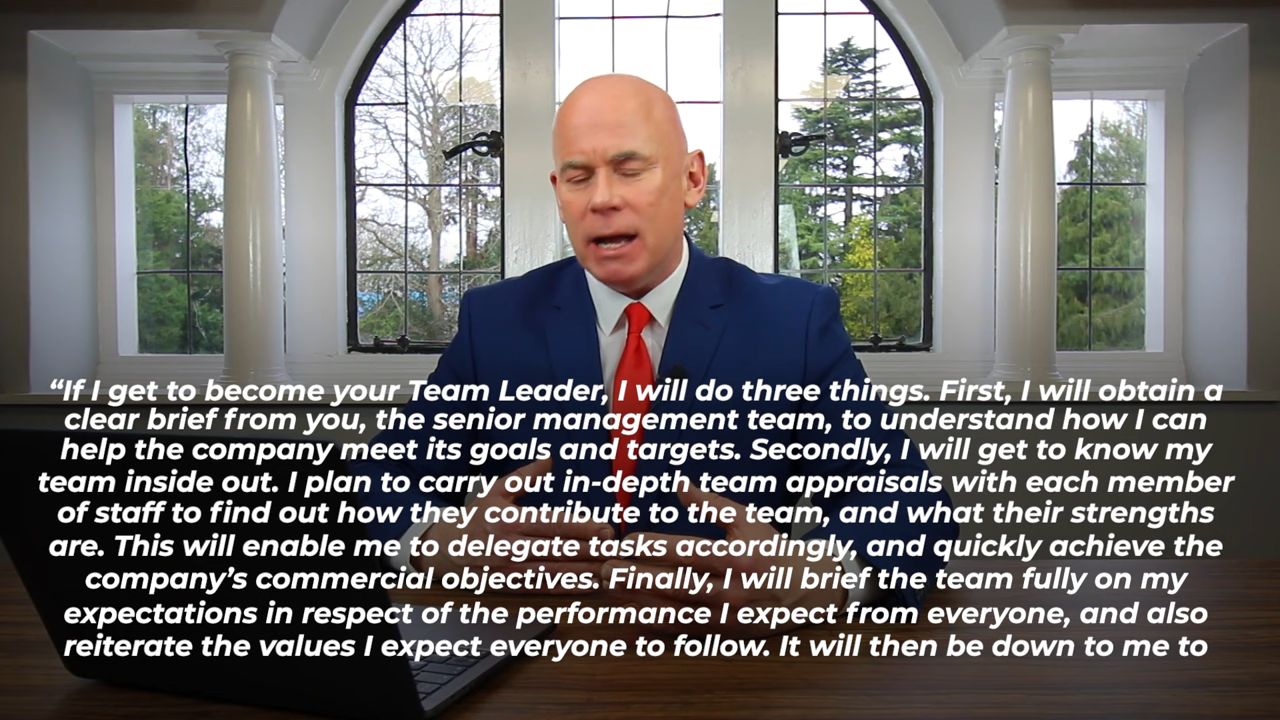 “If I get to become your Team Leader, I will do three things. First, I will obtain a
clear brief from you, the senior management team, to understand how I can
help the company meet its goals and targets. Secondly, I will get to know my
team inside out. I plan to carry out in-depth team appraisals with each member
of staff to find out how they contribute to the team, and what their strengths
are. This will enable me to delegate tasks accordingly, and quickly achieve the
company’s commercial objectives. Finally, I will brief the team fully on my
expectations in respect of the performance I expect from everyone, and also
reiterate the values I expect everyone to follow. It will then be down to me to